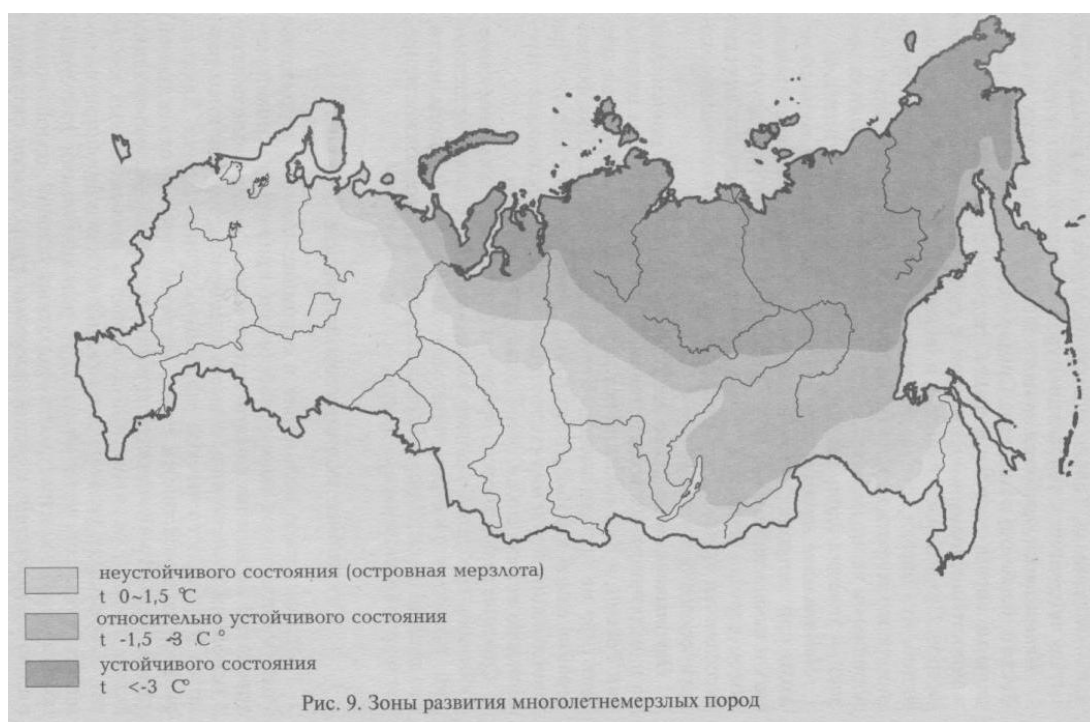 неустойчивого состояния (островная мерзлота)
t 0~1,5 °C
относительно устойчивого состояния
t -1,5 -3 C °
устойчивого состояния
t <-3 C°
Рис. 9. Зоны развития многолетнемерзлых пород